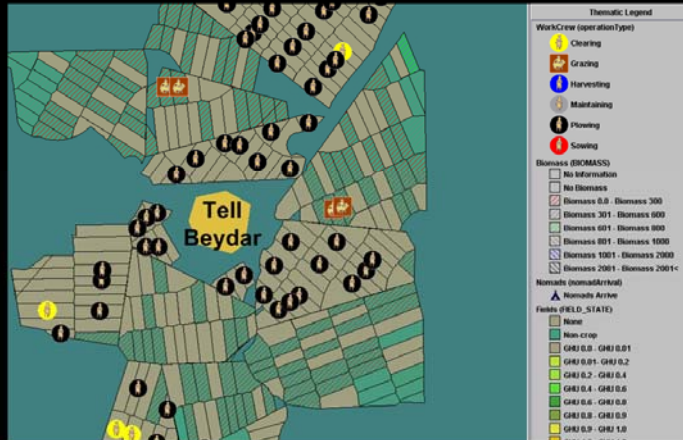 Tell
Beydar
Thematic Legend
WorkCrew (operationType)
Clearing
Grazing
Harvesting
Maintaining
Plowing
Sowing
Biomass (BIOMASS)
No Information
No Biomass
Biomass 0.0 - Biomass 300
Biomass 301 - Biomass 600
Biomass 601 - Biomass 800
Biomass 801 - Biomass 1000
Biomass 1001 - Biomass 2000
Biomass 2001 - Biomass 2001<
Nomads (nomadArrival)
Nomads Arrive
Fields (FIELD_STATE)
None
Non-crop
GHU 0.0 - GHU 0.01
GHU 0.01- GHU 0.2
GHU 0.2 - GHU 0.4
GHU 0.4 - GHU 0.6
GHU 0.6 - GHU 0.8
GHU 0.8 - GHU 0.9
GHU 0.9 - GHU 1.0